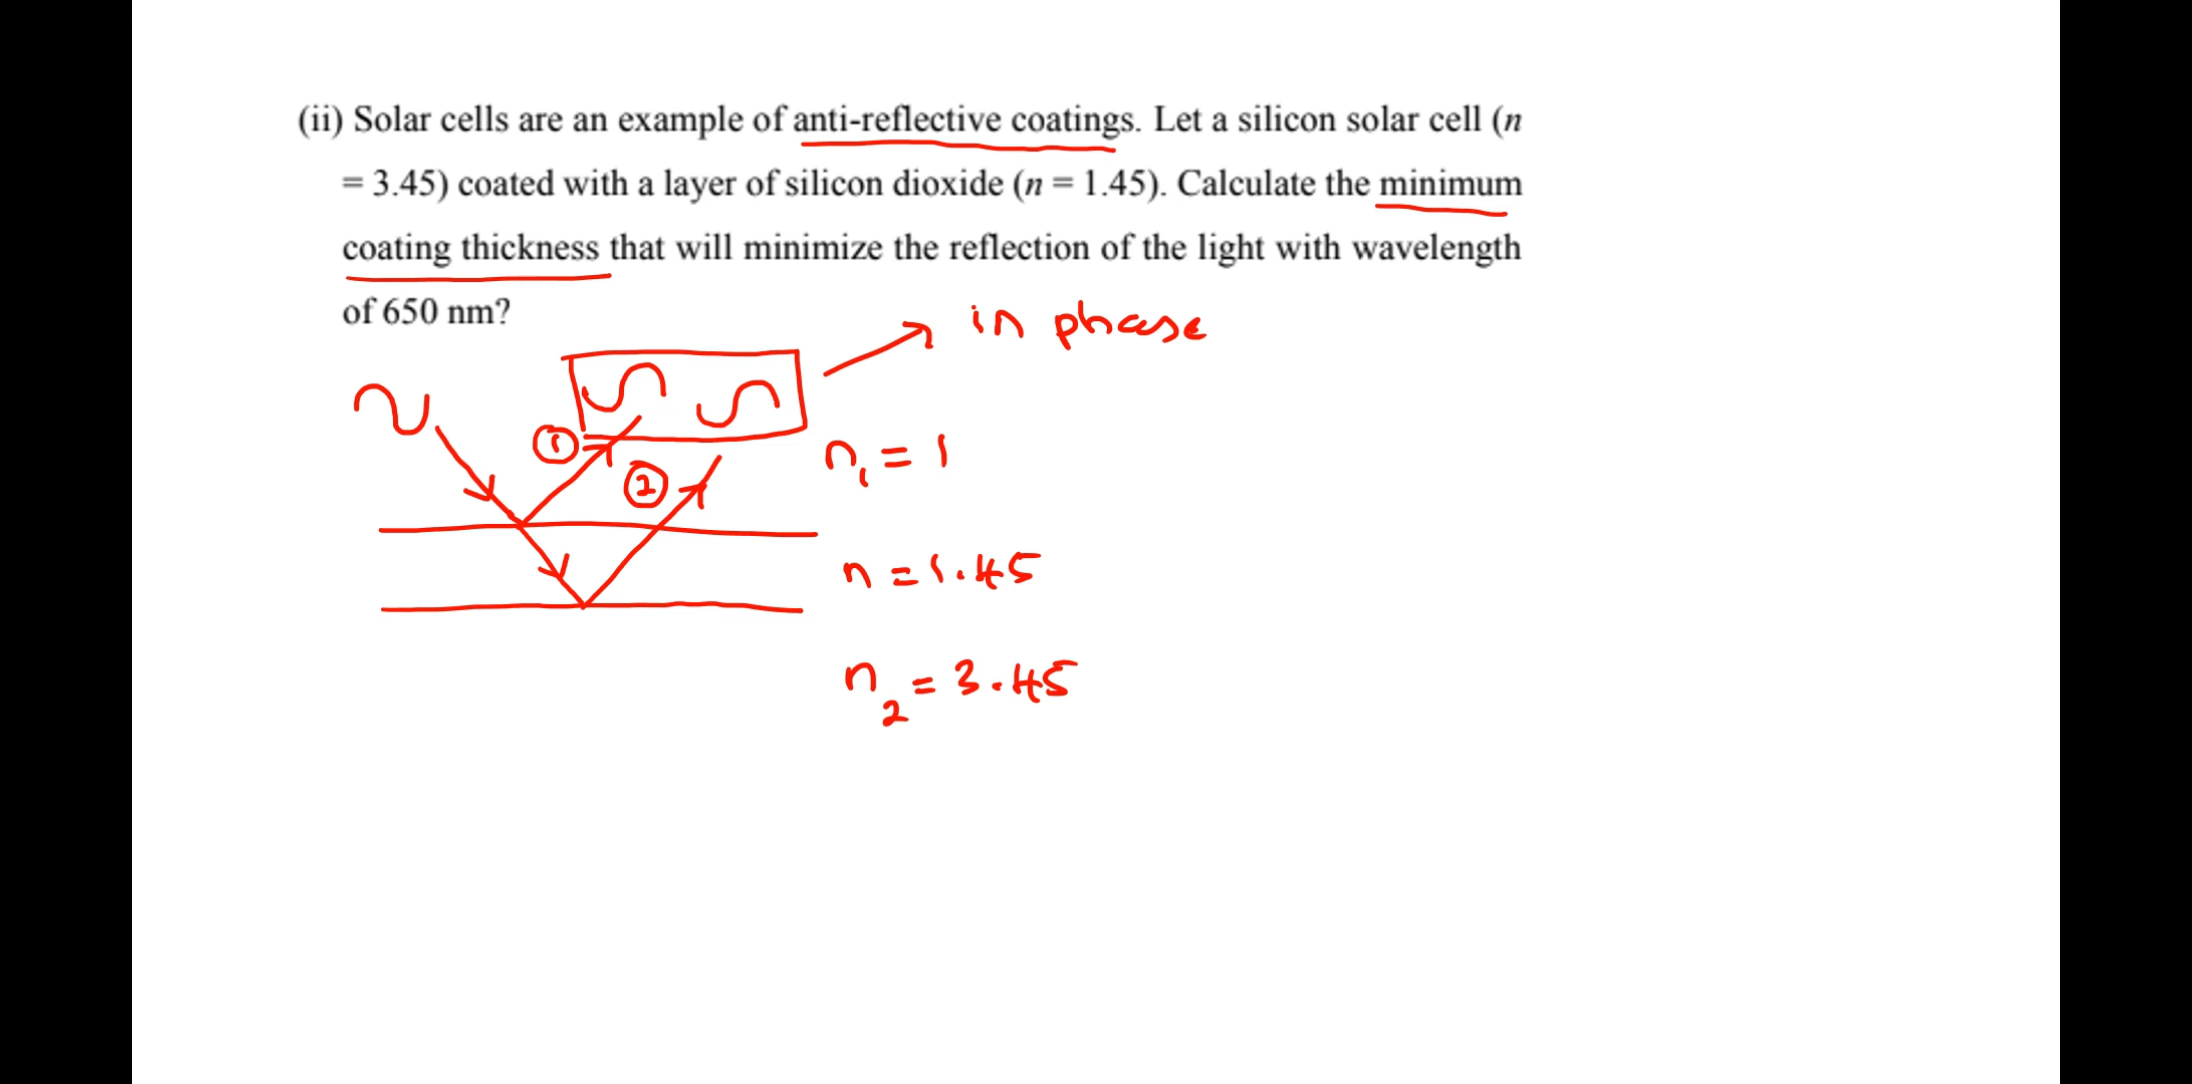 (ii) Solar cells are an example of anti-reflective coatings. Let a silicon solar cell (n
= 3.45) coated with a layer of silicon dioxide (n = 1.45). Calculate the minimum
coating thickness that will minimize the reflection of the light with wavelength
of 650 nm?
in phase
①
n₁ = 1
②
n = 1.45
n₂ = 3.45